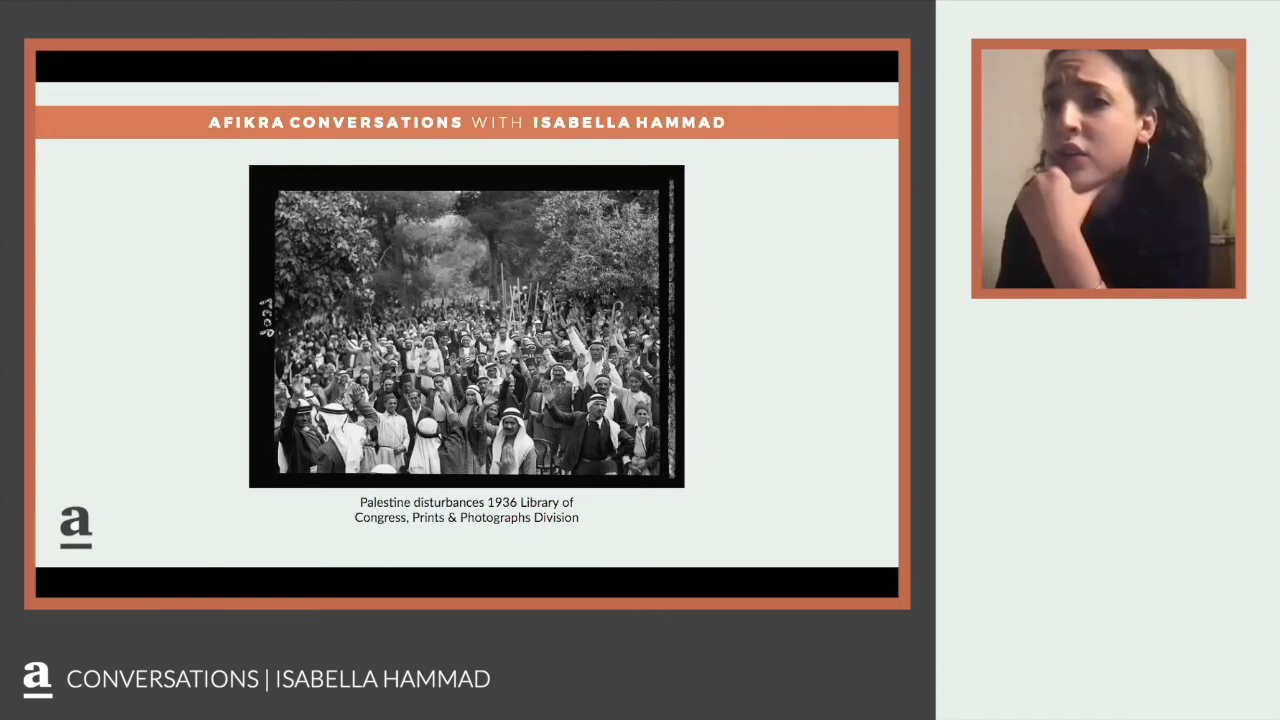 AFIKRA CONVERSATIONS WITH ISABELLA HAMMAD
Palestine disturbances 1936 Library of
Congress, Prints & Photographs Division
a
a CONVERSATIONS | ISABELLA HAMMAD